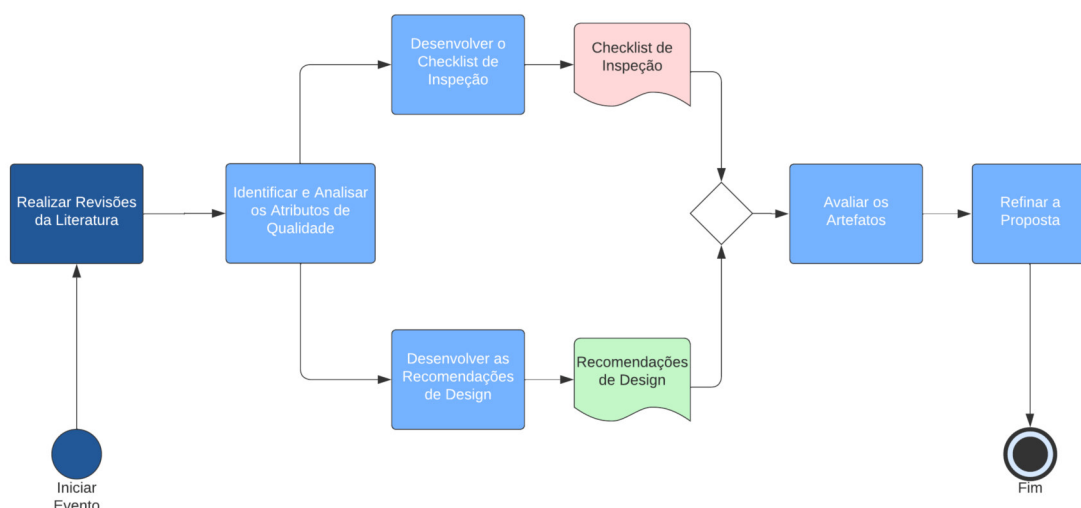 Desenvolver o
Checklist de
Inspeção
Checklist de
Inspeção
Realizar Revisões
da Literatura
Identificar e Analisar
os Atributos de
Qualidade
Avaliar os
Artefatos
Refinar a
Proposta
Desenvolver as
Recomendações
de Design
Recomendações
de Design
Iniciar
Evento
Fim